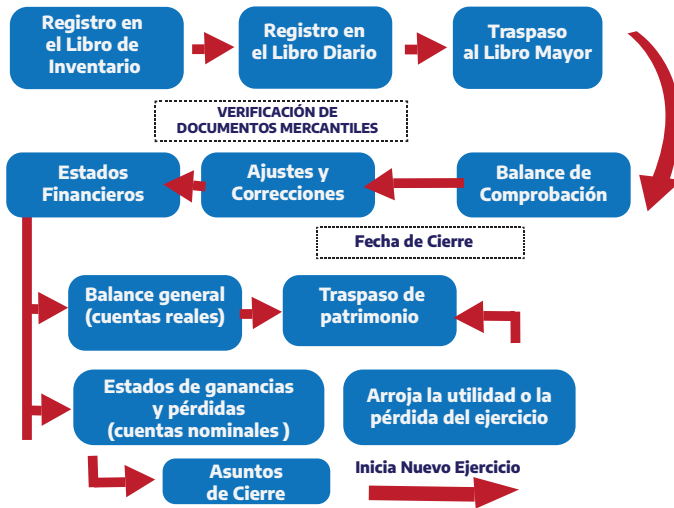 Registro en
el Libro de
Inventario
Registro en
el Libro Diario
Traspaso
al Libro Mayor
VERIFICACIÓN DE
DOCUMENTOS MERCANTILES
Estados
Financieros
Ajustes y
Correcciones
Balance de
Comprobación
Fecha de Cierre
Balance general
(cuentas reales)
Traspaso de
patrimonio
Estados de ganancias
y pérdidas
(cuentas nominales )
Arroja la utilidad o la
pérdida del ejercicio
Asuntos
de Cierre
Inicia Nuevo Ejercicio